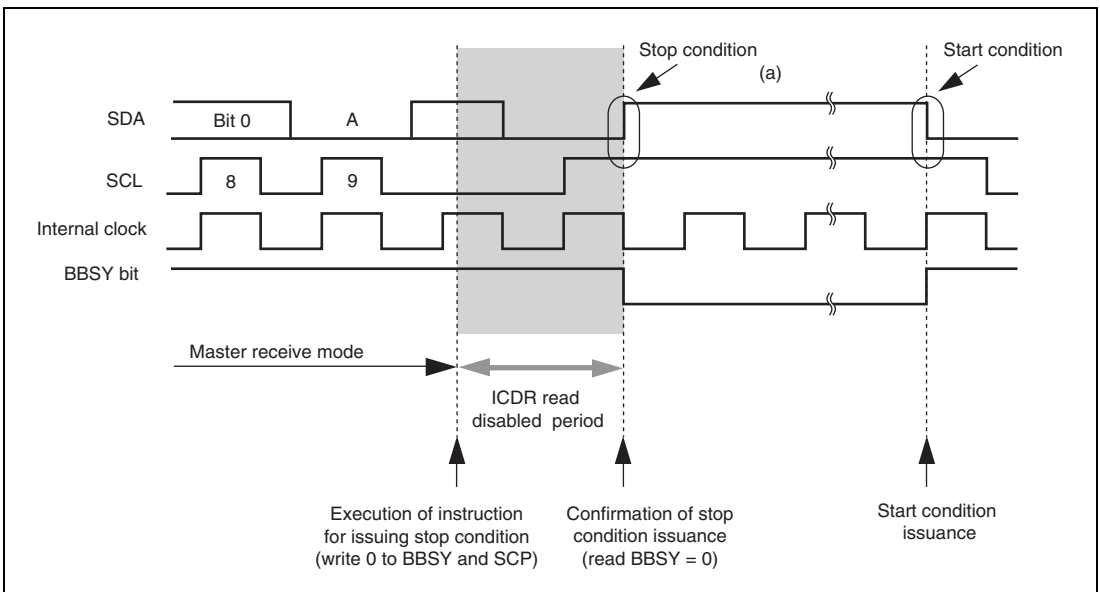 Stop condition
Start condition
(a)
SDA
Bit 0
A
SCL
8
9
Internal clock
BBSY bit
Master receive mode
ICDR read
disabled period
Execution of instruction
for issuing stop condition
(write 0 to BBSY and SCP)
Confirmation of stop
condition issuance
(read BBSY = 0)
Start condition
issuance